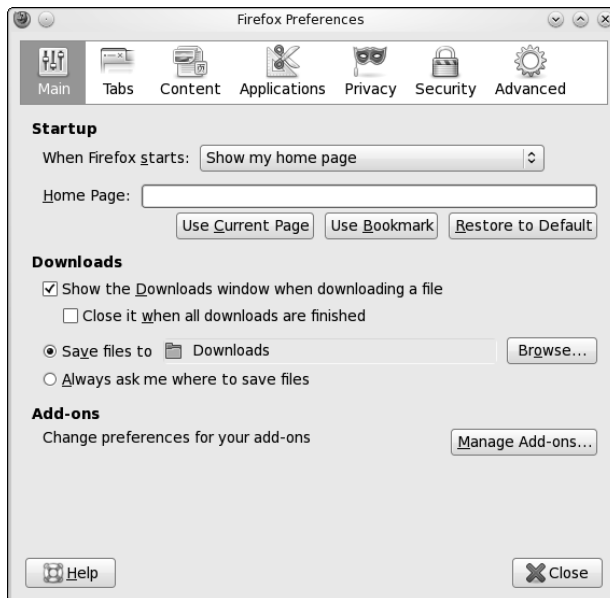 Firefox Preferences
Main Tabs Content Applications Privacy Security Advanced
Startup
When Firefox starts: Show my home page
Home Page:
Use Current Page Use Bookmark Restore to Default
Downloads
Show the Downloads window when downloading a file
Close it when all downloads are finished
Save files to Downloads Browse...
Always ask me where to save files
Add-ons
Change preferences for your add-ons Manage Add-ons...
Help Close